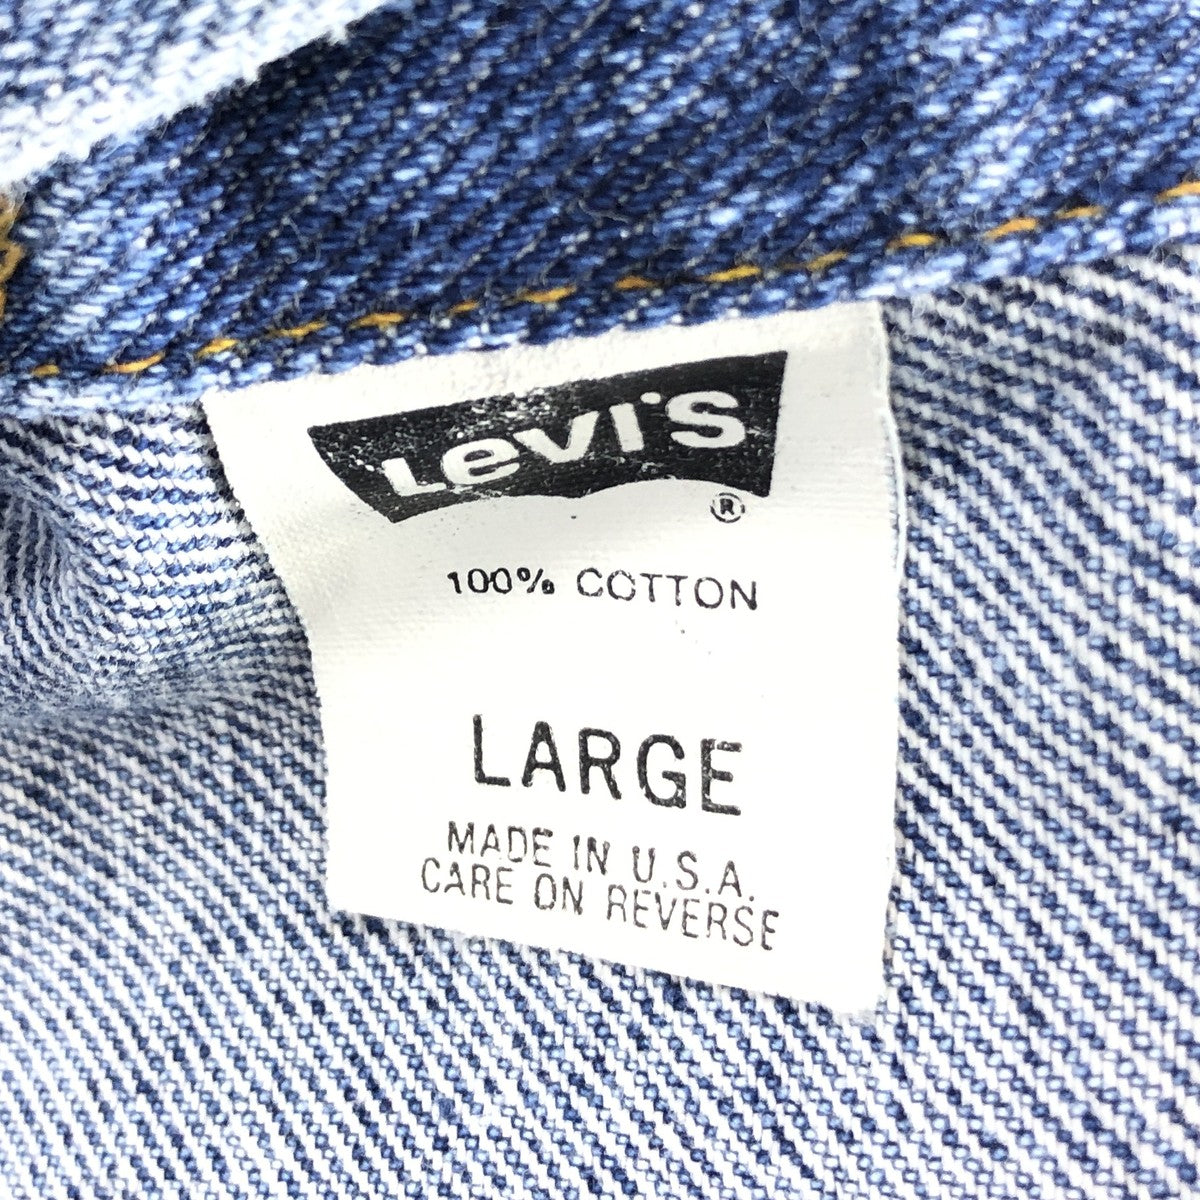 Levi's
®
100% COTTON
LARGE
MADE IN U.S.A.
CARE ON REVERSE